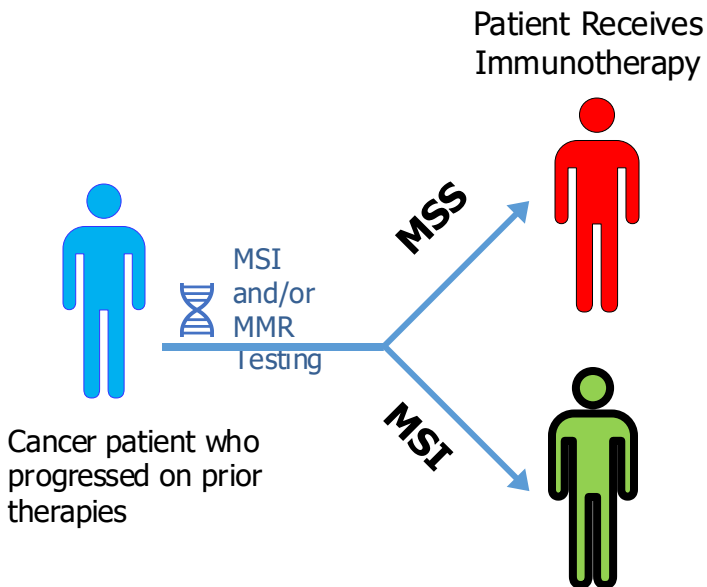 Patient Receives
Immunotherapy
MSS
MSI
and/or
MMR
Testing
MSI
Cancer patient who
progressed on prior
therapies